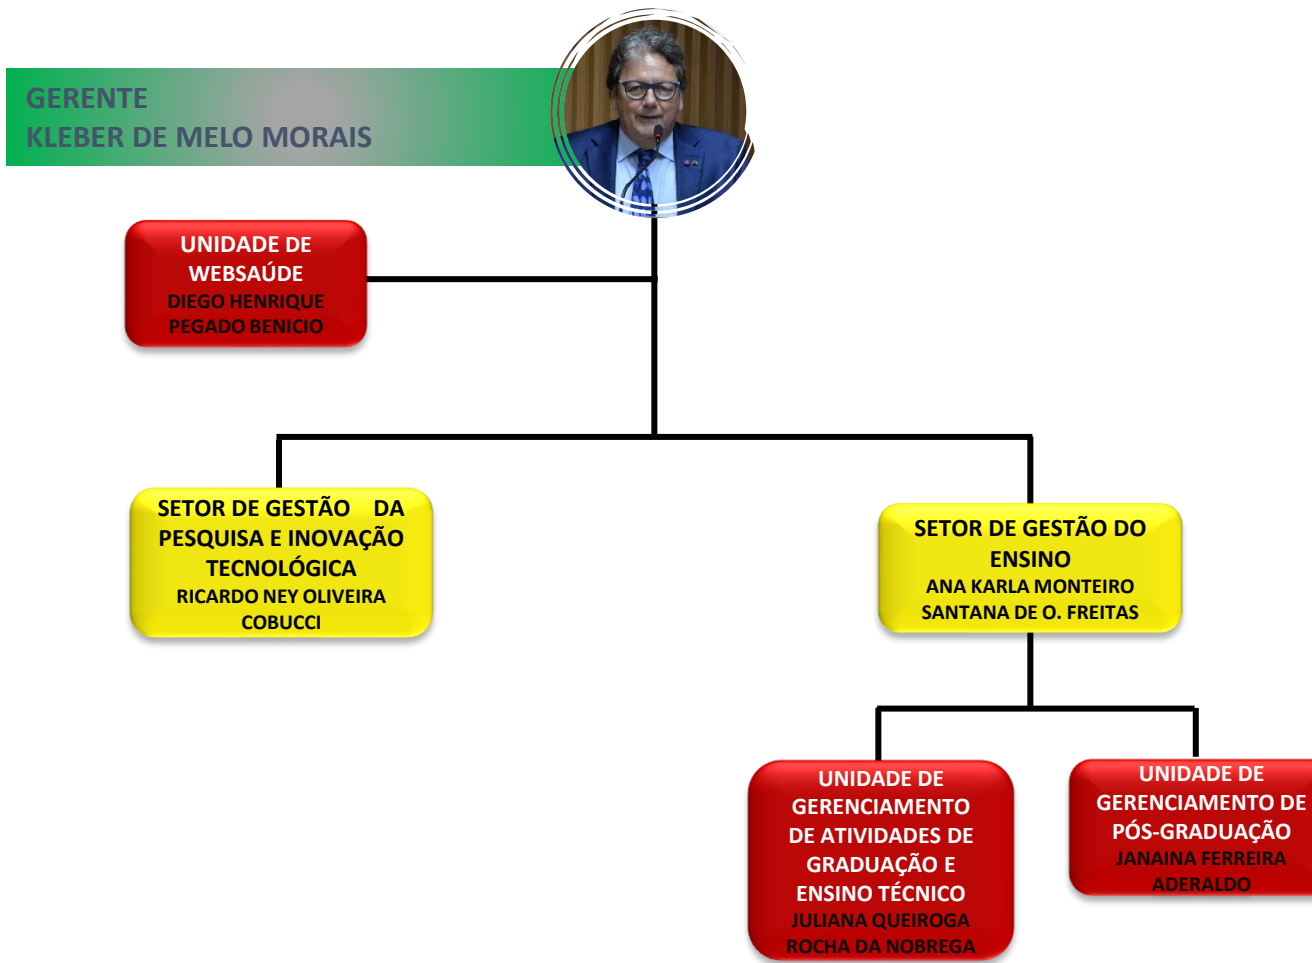 GERENTE
KLEBER DE MELO MORAIS
UNIDADE DE
WEBSAÚDE
DIEGO HENRIQUE
PEGADO BENICIO
SETOR DE GESTÃO DA
PESQUISA E INOVAÇÃO
TECNOLÓGICA
RICARDO NEY OLIVEIRA
COBUCCI
SETOR DE GESTÃO DO
ENSINO
ANA KARLA MONTEIRO
SANTANA DE O. FREITAS
UNIDADE DE
GERENCIAMENTO
DE ATIVIDADES DE
GRADUAÇÃO E
ENSINO TÉCNICO
JULIANA QUEIROGA
ROCHA DA NOBREGA
UNIDADE DE
GERENCIAMENTO DE
PÓS-GRADUAÇÃO
JANAINA FERREIRA
ADERALDO